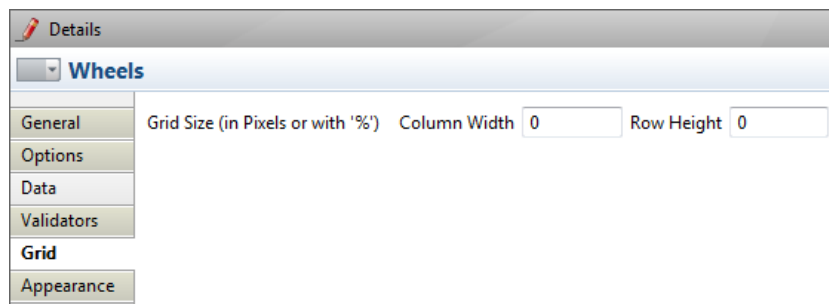 Details
Wheels
General
Grid Size (in Pixels or with '%') Column Width 0 Row Height 0
Options
Data
Validators
Grid
Appearance